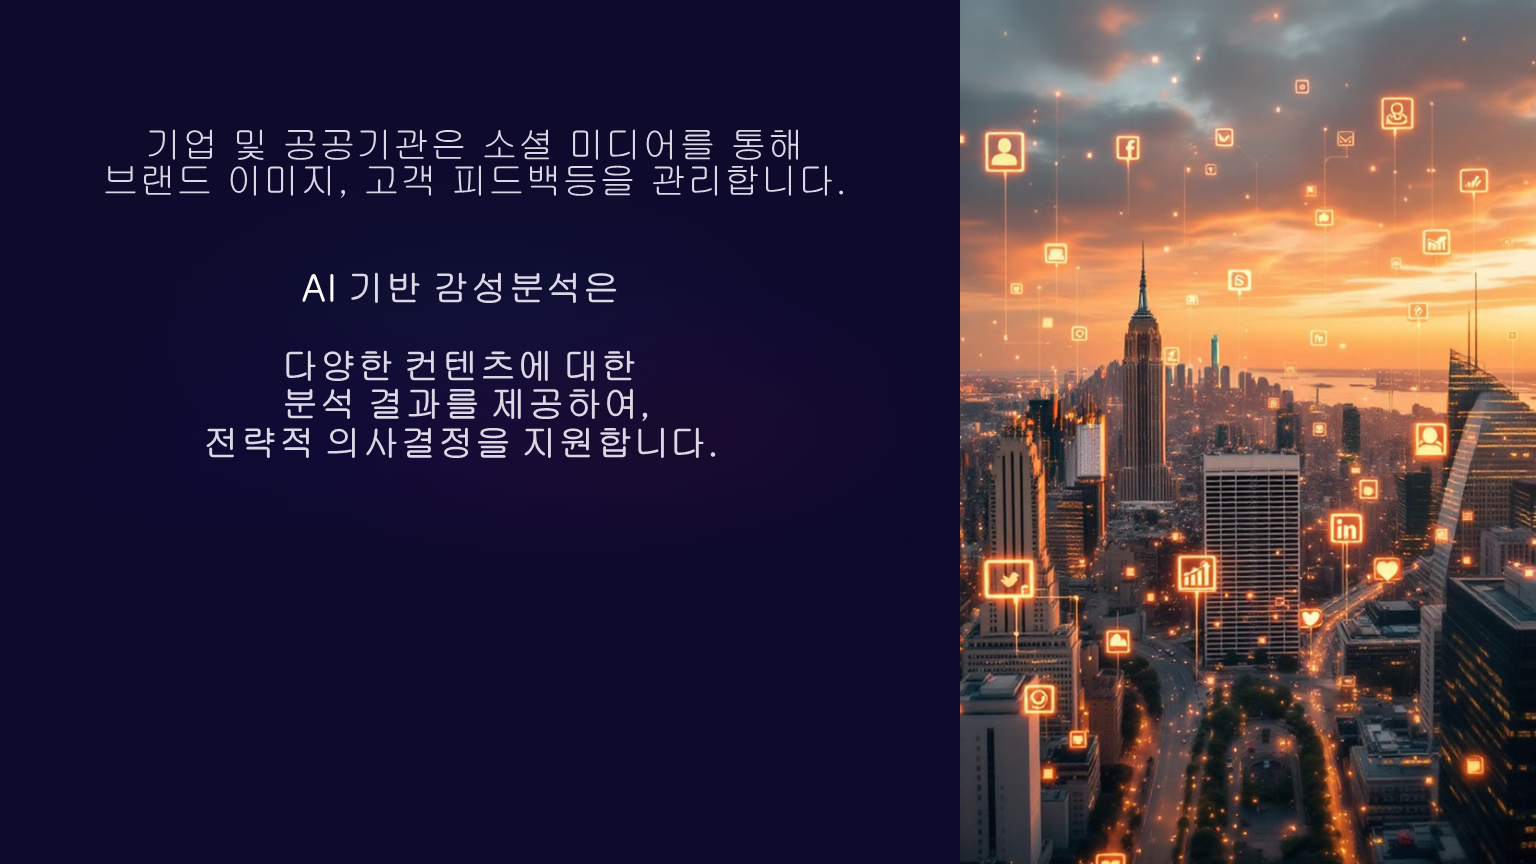 기업 및 공공기관은 소셜 미디어를 통해
브랜드 이미지, 고객 피드백등을 관리합니다.
AI 기반 감성분석은
다양한 컨텐츠에 대한
분석 결과를 제공하여,
전략적 의사결정을 지원합니다.
in